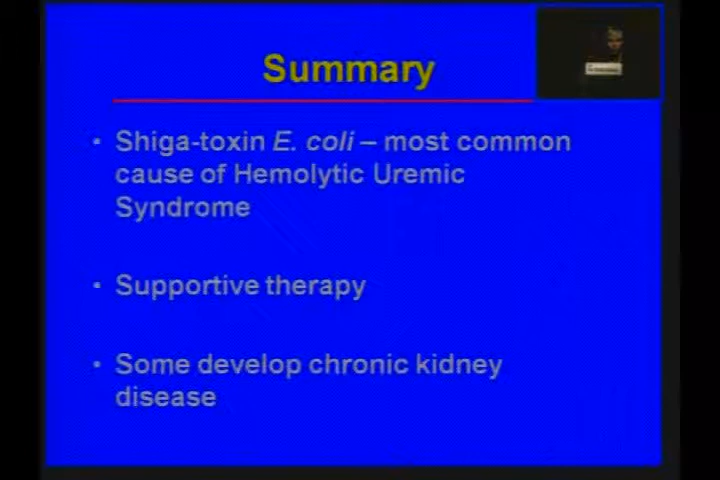 Summary
• Shiga-toxin E. coli – most common
cause of Hemolytic Uremic
Syndrome
• Supportive therapy
• Some develop chronic kidney
disease